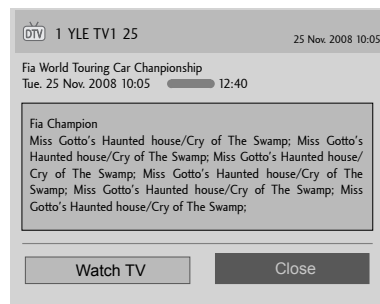 DTV 1 YLE TV1 25
25 Nov. 2008 10:05
Fia World Touring Car Chanpionship
Tue. 25 Nov. 2008 10:05 12:40
Fia Champion
Miss Gotto's Haunted house/Cry of The Swamp; Miss Gotto's
Haunted house/Cry of The Swamp; Miss Gotto's Haunted house/
Cry of The Swamp; Miss Gotto's Haunted house/Cry of The
Swamp; Miss Gotto's Haunted house/Cry of The Swamp; Miss
Gotto's Haunted house/Cry of The Swamp;
Watch TV
Close